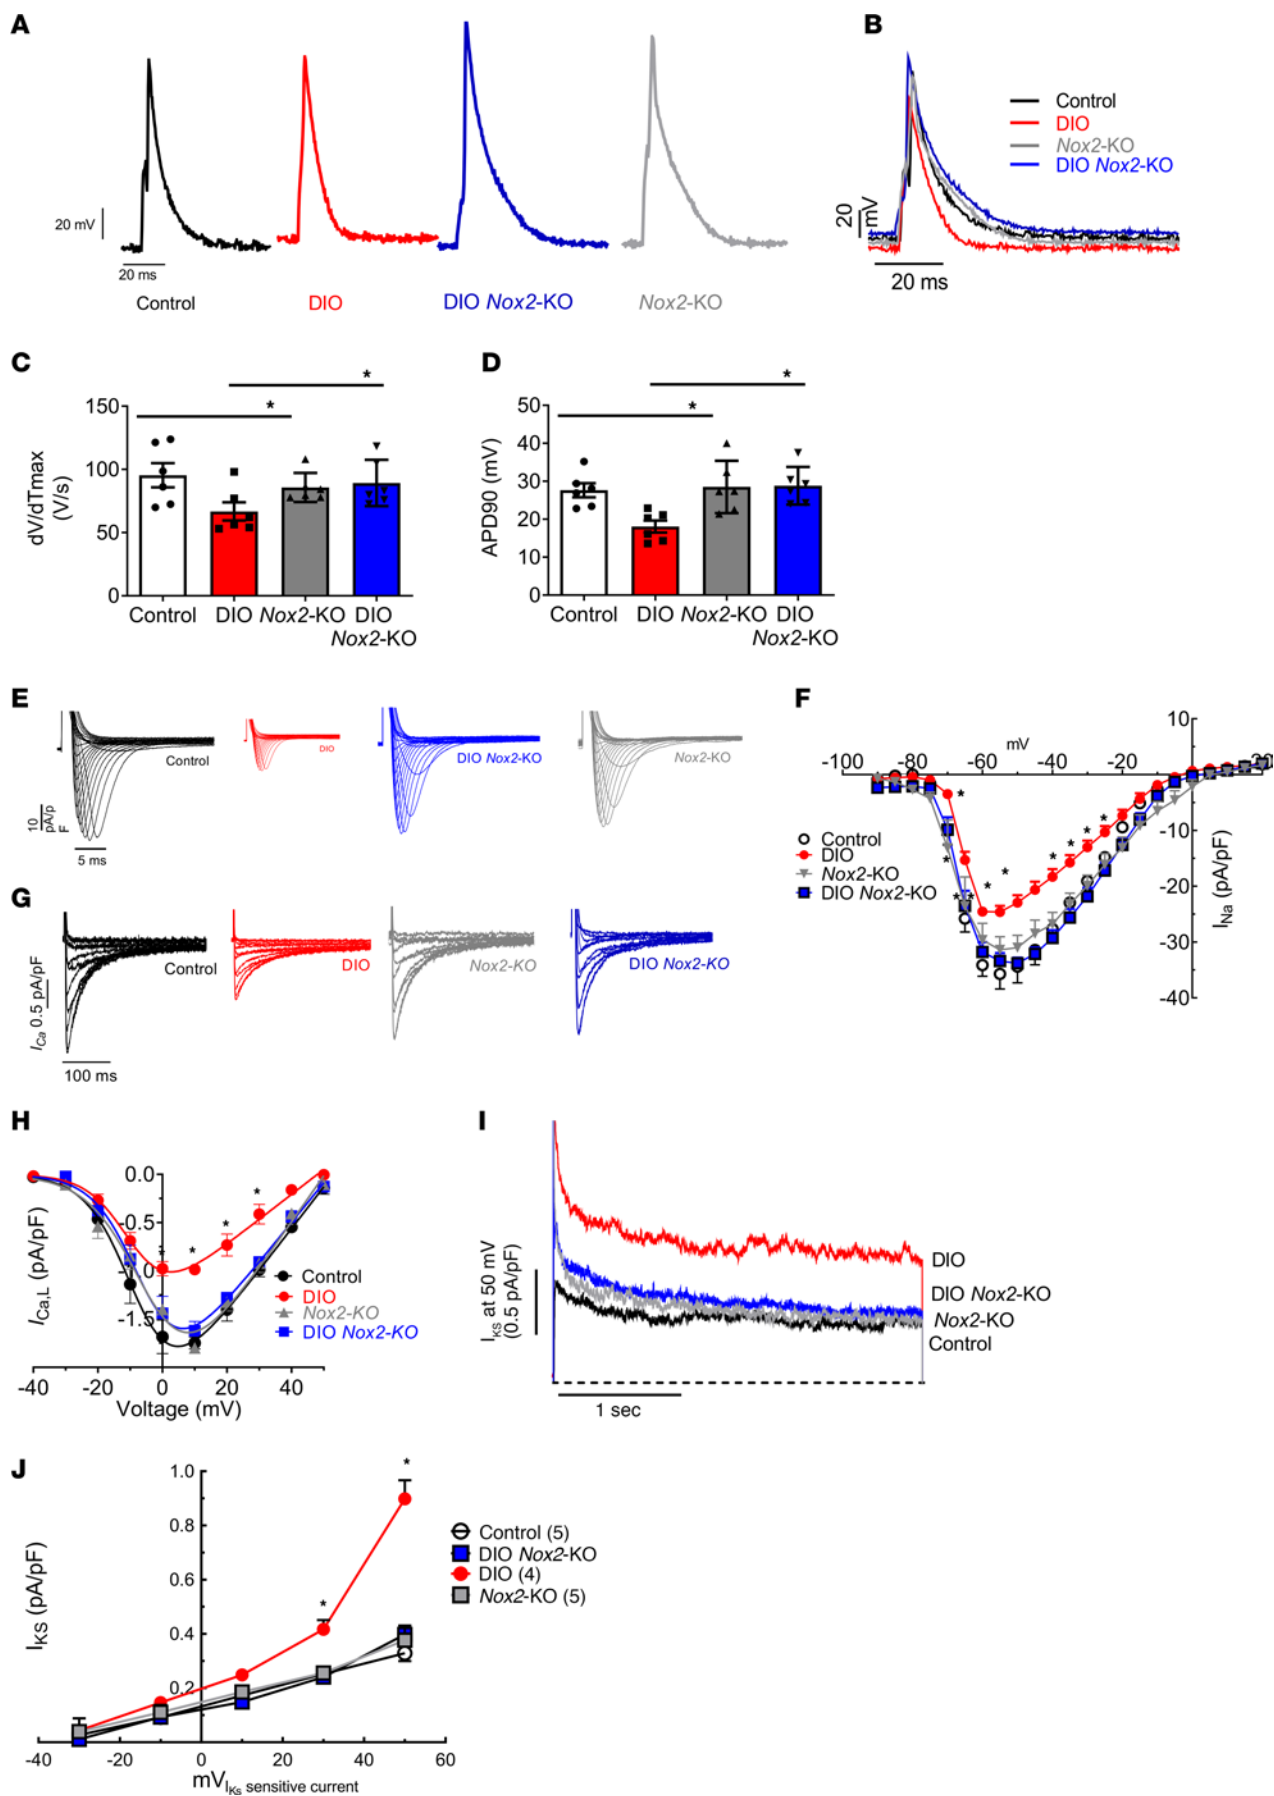 A
20 mV
20 ms
Control
DIO
DIO Nox2-KO
Nox2-KO
B
Control
DIO
Nox2-KO
DIO Nox2-KO
20
mV
20 ms
C
*
*
dV/dTmax
(V/s)
150
100
50
0
Control
DIO
Nox2-KO
DIO
Nox2-KO
D
*
*
APD90 (mV)
50
40
30
20
10
0
Control
DIO
Nox2-KO
DIO
Nox2-KO
E
Control
DIO
DIO Nox2-KO
Nox2-KO
10
pA/p
F
5 ms
F
10
mV
-100
-80
-60
-40
-20
20
-10
-20
-30
-40
INa (pA/pF)
Control
DIO
Nox2-KO
DIO Nox2-KO
* * * * * * * * * *
G
Control
DIO
Nox2-KO
DIO Nox2-KO
ICa 0.5 pA/pF
100 ms
H
ICa,L (pA/pF)
0.0
-0.5
-1.0
-1.5
* * * *
Control
DIO
Nox2-KO
DIO Nox2-KO
-40
-20
0
20
40
Voltage (mV)
I
IKS at 50 mV
(0.5 pA/pF)
DIO
DIO Nox2-KO
Nox2-KO
Control
1 sec
J
IKS (pA/pF)
1.0
0.8
0.6
0.4
0.2
*
*
Control (5)
DIO Nox2-KO
DIO (4)
Nox2-KO (5)
-40
-20
0
20
40
60
mV IKs sensitive current